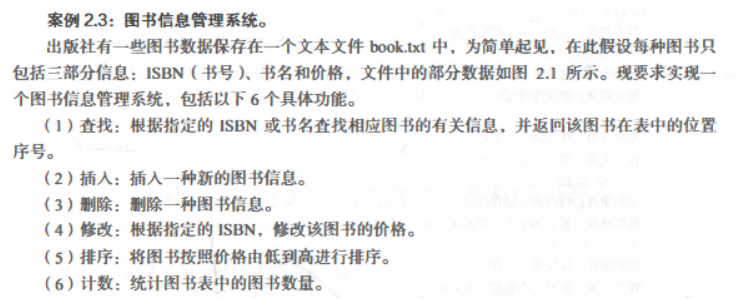 案例 2.3：图书信息管理系统。
出版社有一些图书数据保存在一个文本文件 book.txt 中，为简单起见，在此假设每种图书只
包括三部分信息：ISBN（书号）、书名和价格，文件中的部分数据如图 2.1 所示。现要求实现一
个图书信息管理系统，包括以下 6 个具体功能。
（1）查找：根据指定的 ISBN 或书名查找相应图书的有关信息，并返回该图书在表中的位置
序号。
（2）插入：插入一种新的图书信息。
（3）删除：删除一种图书信息。
（4）修改：根据指定的 ISBN，修改该图书的价格。
（5）排序：将图书按照价格由低到高进行排序。
（6）计数：统计图书表中的图书数量。